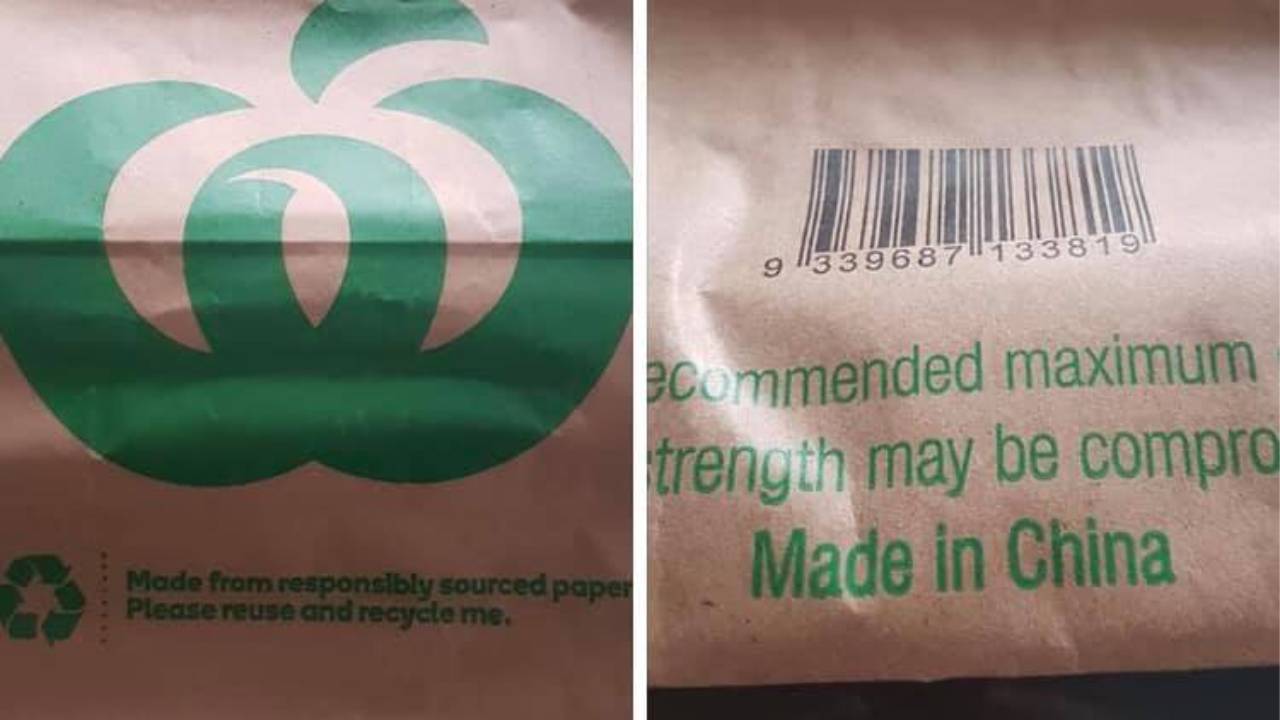 Made from responsibly sourced paper
Please reuse and recycle me.
9 339687 133819
ecommended maximum
trength may be compro
Made in China